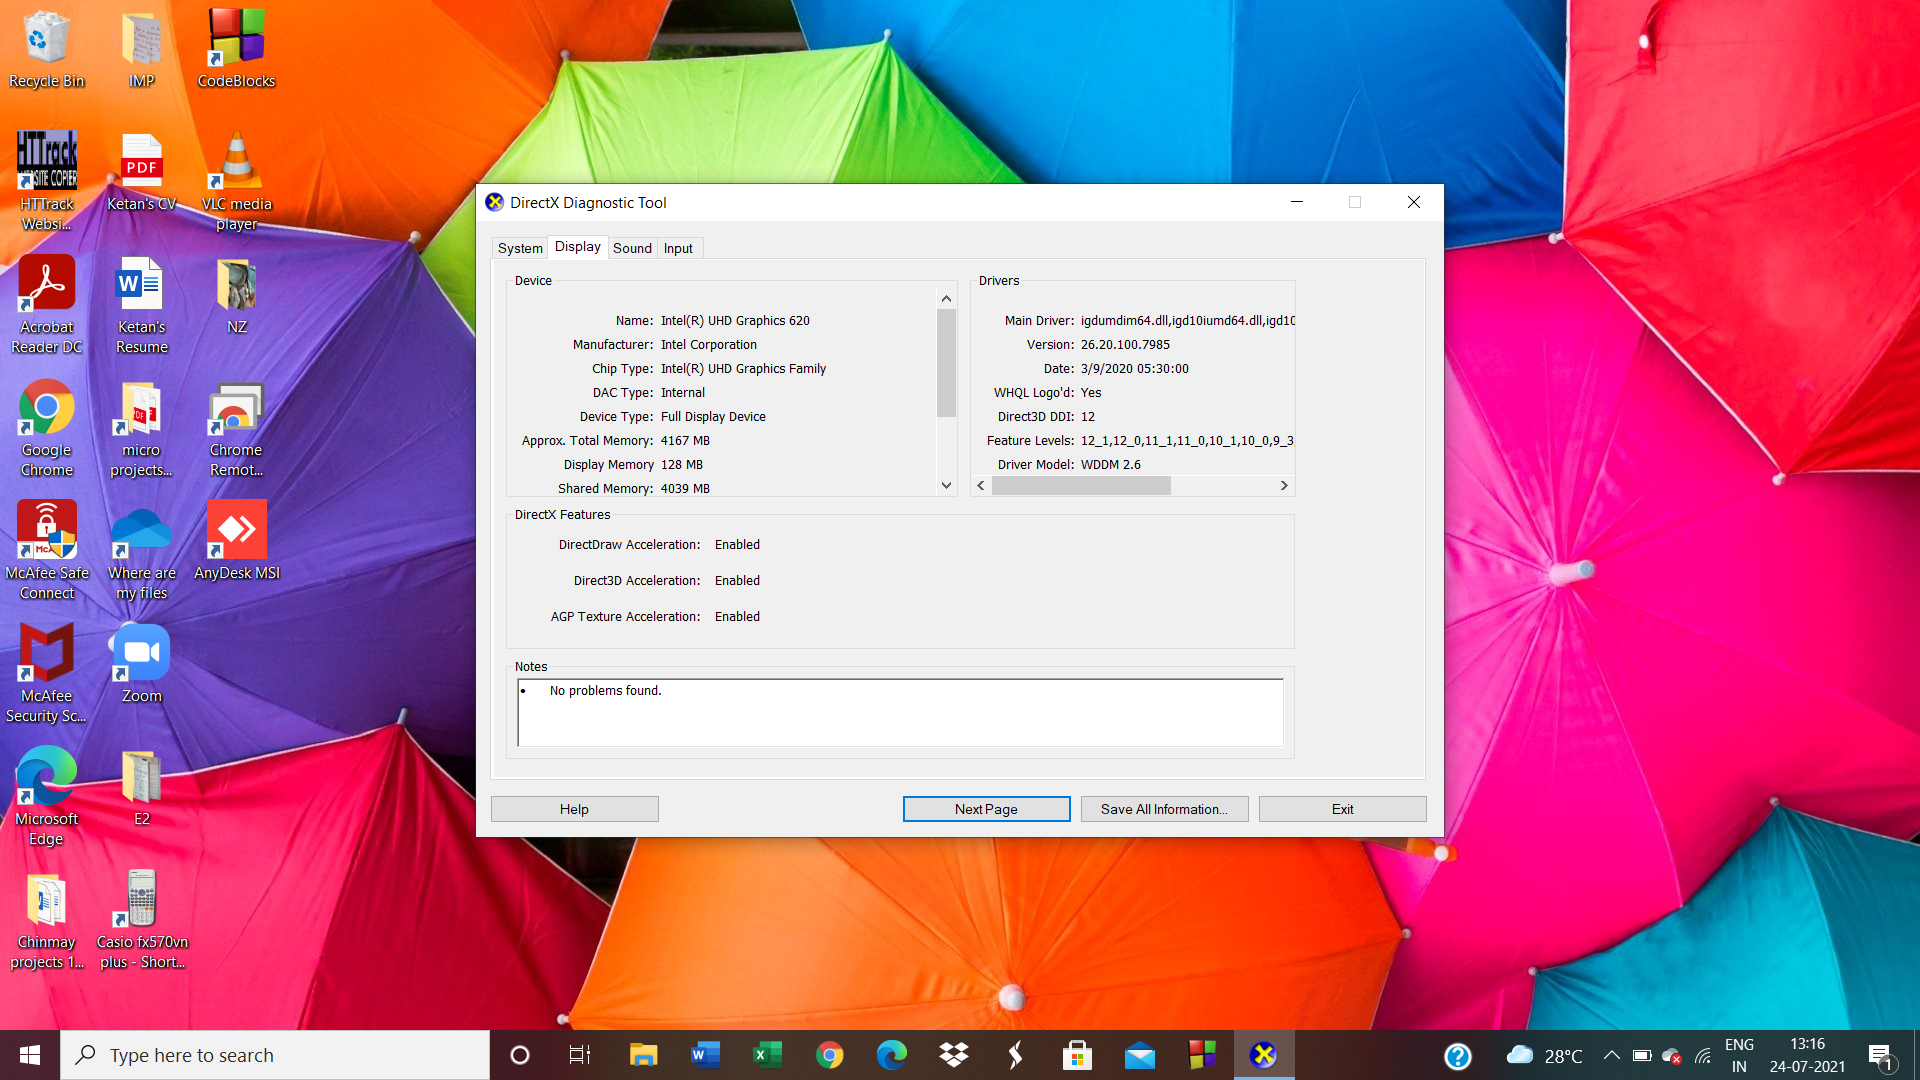 Recycle Bin
IMP
CodeBlocks
HTTrack
WEBSITE COPIER
HTTrack
Websi...
PDF
Ketan's CV
VLC media
player
Acrobat
Reader DC
W
Ketan's
Resume
NZ
Google
Chrome
PDF
micro
projects...
Chrome
Remot...
McAfee Safe
Connect
Where are
my files
AnyDesk MSI
McAfee
Security Sc...
Zoom
Microsoft
Edge
E2
Chinmay
projects 1...
Casio fx570vn
plus - Short...
DirectX Diagnostic Tool
System
Display
Sound
Input
Device
Name: Intel(R) UHD Graphics 620
Manufacturer: Intel Corporation
Chip Type: Intel(R) UHD Graphics Family
DAC Type: Internal
Device Type: Full Display Device
Approx. Total Memory: 4167 MB
Display Memory 128 MB
Shared Memory: 4039 MB
Drivers
Main Driver: igdumdim64.dll,igd10iumd64.dll,igd10
Version: 26.20.100.7985
Date: 3/9/2020 05:30:00
WHQL Logo'd: Yes
Direct3D DDI: 12
Feature Levels: 12_1,12_0,11_1,11_0,10_1,10_0,9_3,
Driver Model: WDDM 2.6
DirectX Features
DirectDraw Acceleration: Enabled
Direct3D Acceleration: Enabled
AGP Texture Acceleration: Enabled
Notes
• No problems found.
Help
Next Page
Save All Information...
Exit
Type here to search
28°C
ENG
IN
13:16
24-07-2021
1